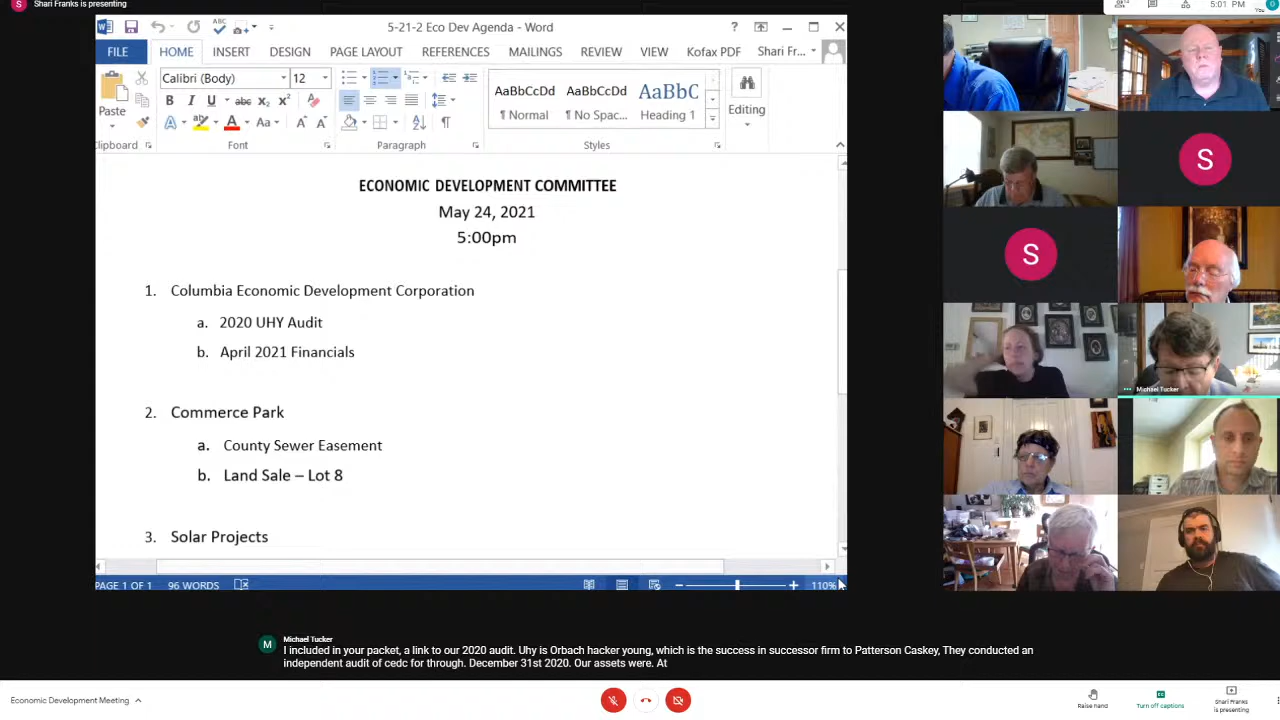 S Shari Franks is presenting
5:01 PM
You
5-21-2 Eco Dev Agenda - Word
FILE HOME INSERT DESIGN PAGE LAYOUT REFERENCES MAILINGS REVIEW VIEW Kofax PDF Shari Fr...
Calibri (Body) 12
AaBbCcDd AaBbCcDd AaBbC
Paste
B I U abc x₂ x²
¶ Normal ¶ No Spac... Heading 1
Editing
A A Aa A A
Clipboard Font Paragraph Styles
ECONOMIC DEVELOPMENT COMMITTEE
May 24, 2021
5:00pm
1. Columbia Economic Development Corporation
a. 2020 UHY Audit
b. April 2021 Financials
2. Commerce Park
a. County Sewer Easement
b. Land Sale – Lot 8
3. Solar Projects
PAGE 1 OF 1 96 WORDS 110%
S
S
Michael Tucker
M Michael Tucker
I included in your packet, a link to our 2020 audit. Uhy is Orbach hacker young, which is the success in successor firm to Patterson Caskey, They conducted an
independent audit of cedc for through. December 31st 2020. Our assets were. At
Economic Development Meeting
Raise hand
Turn off captions
Shari Franks
is presenting